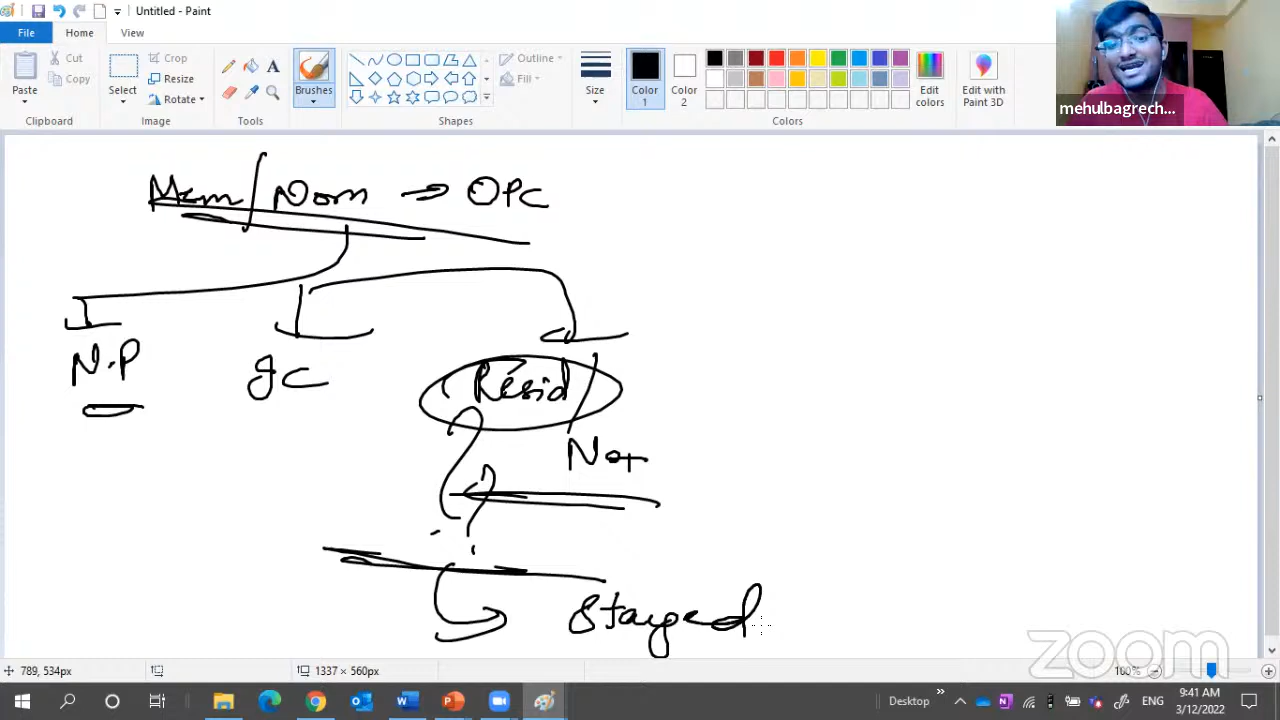 Untitled - Paint
File
Home
View
Paste
Cut
Copy
Clipboard
Select
Crop
Resize
Rotate
Image
Tools
Brushes
Shapes
Outline
Fill
Size
Color 1
Color 2
Edit colors
Edit with Paint 3D
Colors
mehulbagrech...
Mem/Nom → OPC
N.P
IC
Resid
Not
Stayed
zoom
789, 534px
1337 × 560px
100%
Desktop
ENG
9:41 AM
3/12/2022